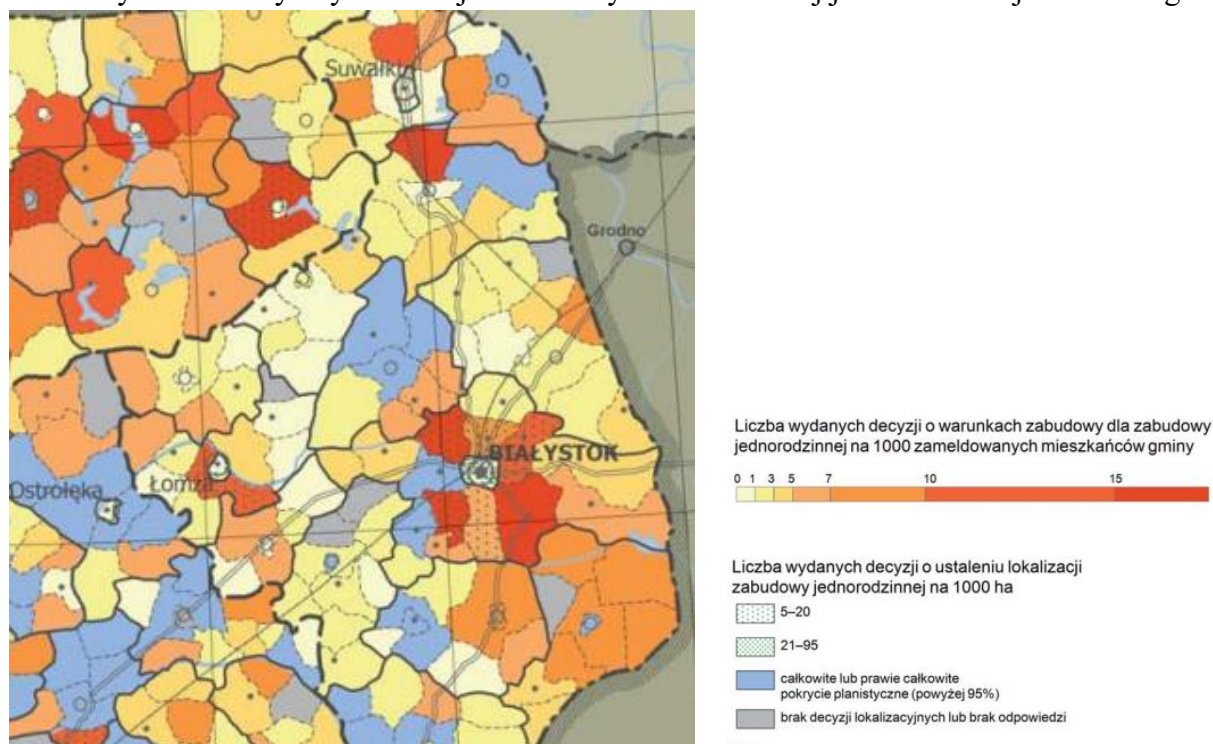 Suwałki
Grodno
BIAŁYSTOK
Łomża
Ostrołęka
Liczba wydanych decyzji o warunkach zabudowy dla zabudowy
jednorodzinnej na 1000 zameldowanych mieszkańców gminy
0 1 3 5 7 10 15
Liczba wydanych decyzji o ustaleniu lokalizacji
zabudowy jednorodzinnej na 1000 ha
5–20
21–95
całkowite lub prawie całkowite
pokrycie planistyczne (powyżej 95%)
brak decyzji lokalizacyjnych lub brak odpowiedzi